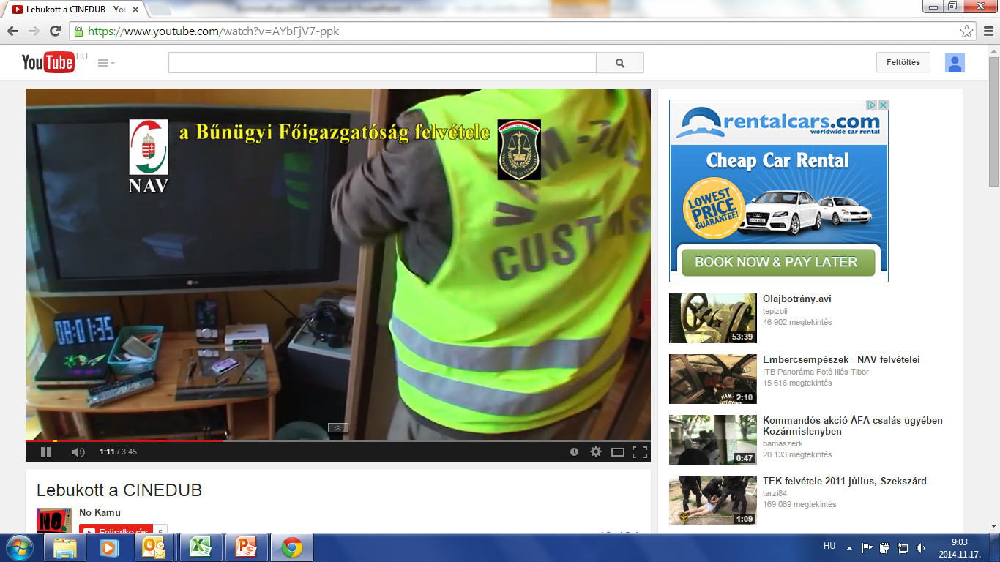 Lebukott a CINEDUB - You
https://www.youtube.com/watch?v=AYbFjV7-ppk
YouTube HU
Feltöltés
a Bűnügyi Főigazgatóság felvétele
NAV
VÁM-
CUSTOMS
LG
08:01:35
1:11 / 3:45
Lebukott a CINEDUB
NO
No Kamu
Feliratkozás 5
rentalcars.com
worldwide car rental
Cheap Car Rental
LOWEST
PRICE
GUARANTEE!
BOOK NOW & PAY LATER
53:39
Olajbotrány.avi
tepizoli
46 902 megtekintés
2:10
Embercsempészek - NAV felvételei
ITB Panoráma Fotó Illés Tibor
15 616 megtekintés
0:47
Kommandós akció ÁFA-csalás ügyében
Kozármislenyben
bamaszerk
20 133 megtekintés
1:09
TEK felvétele 2011 július, Szekszárd
tarzi84
169 069 megtekintés
HU
9:03
2014.11.17.